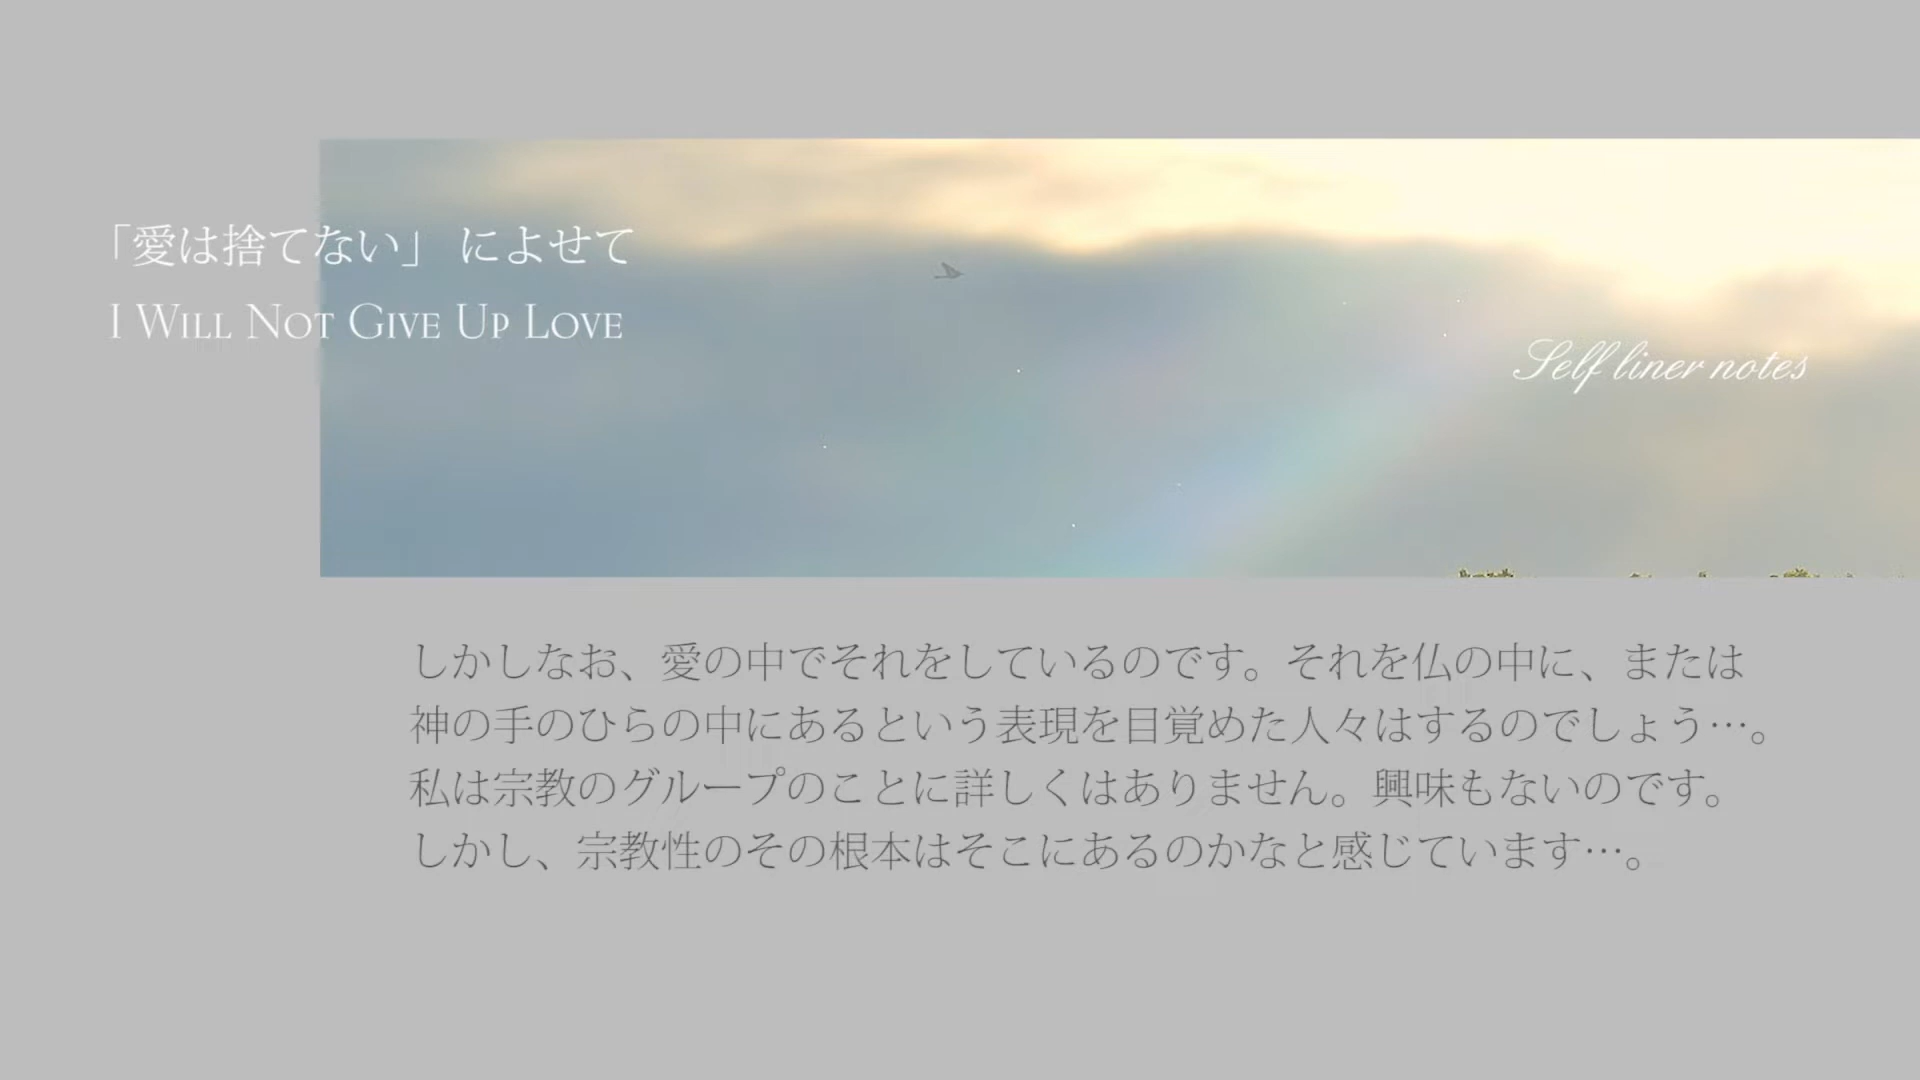 「愛は捨てない」 によせて
I Will Not Give Up Love
Self liner notes
しかしなお、愛の中でそれをしているのです。それを仏の中に、または
神の手のひらの中にあるという表現を目覚めた人々はするのでしょう…。
私は宗教のグループのことに詳しくはありません。興味もないのです。
しかし、宗教性のその根本はそこにあるのかなと感じています…。